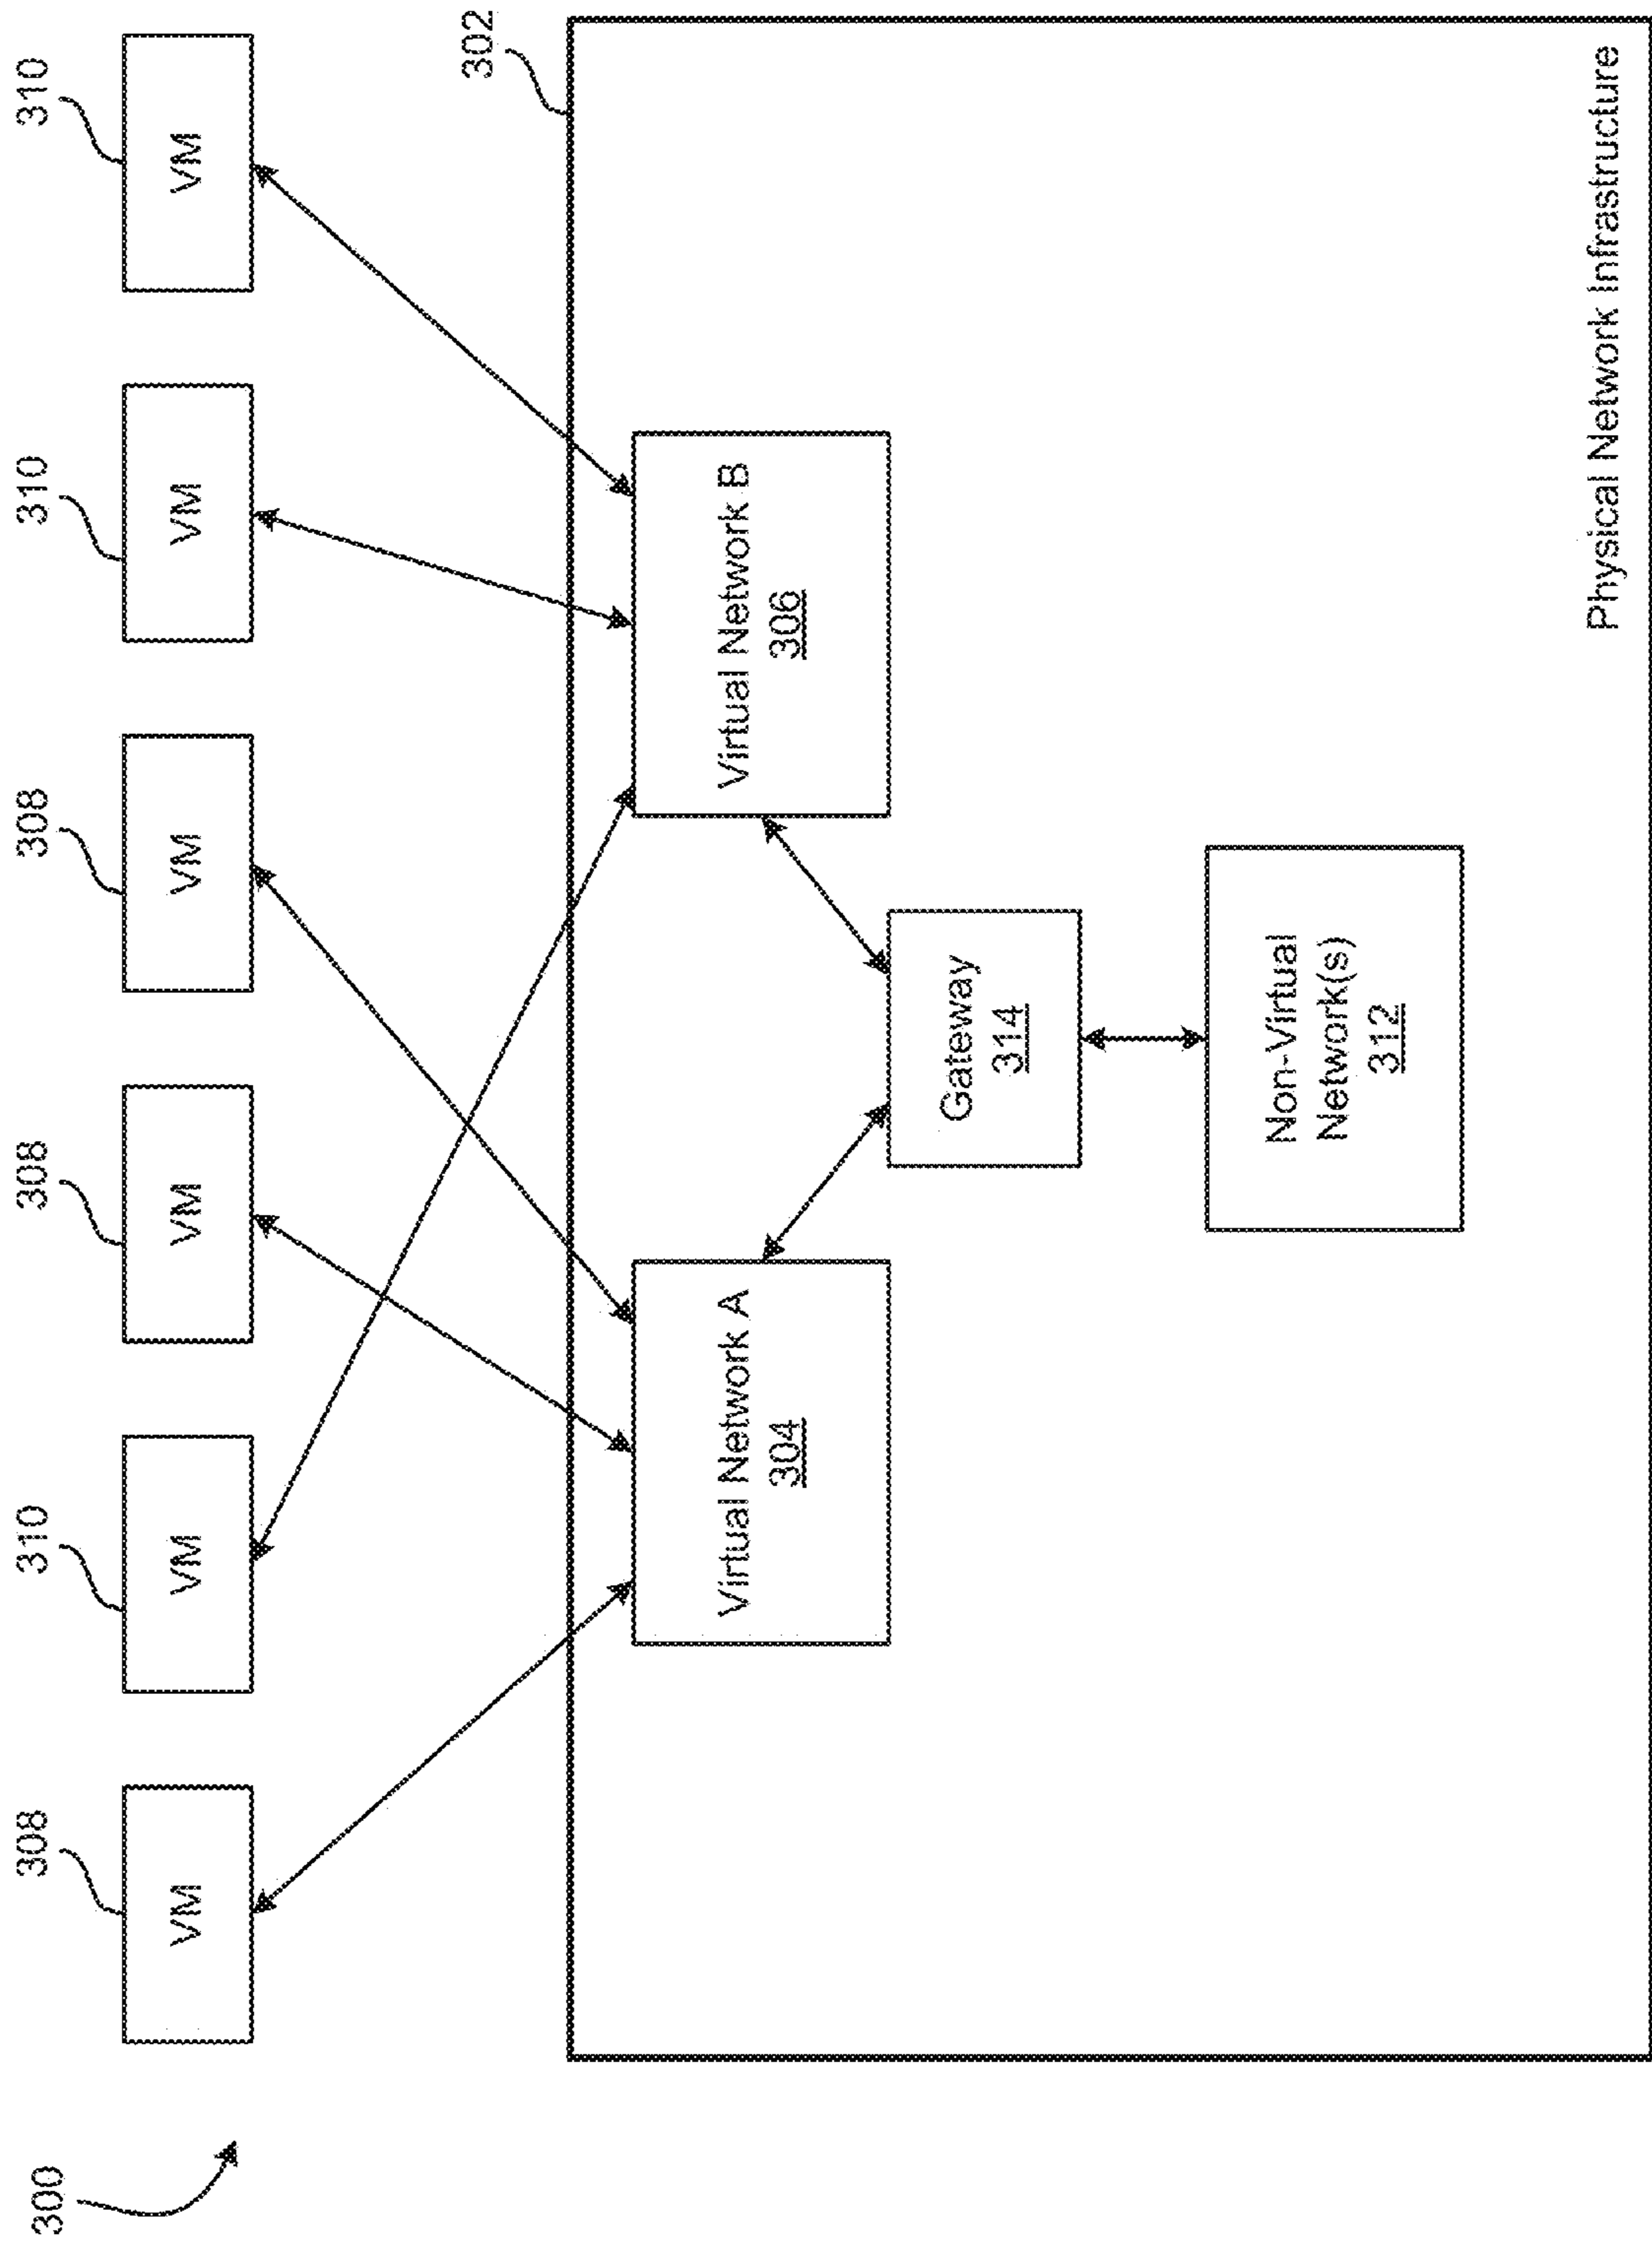 300
308
310
308
308
310
310
VM
VM
VM
VM
VM
VM
302
Virtual Network A
304
Virtual Network B
306
Gateway
314
Non-Virtual
Network(s)
312
Physical Network Infrastructure